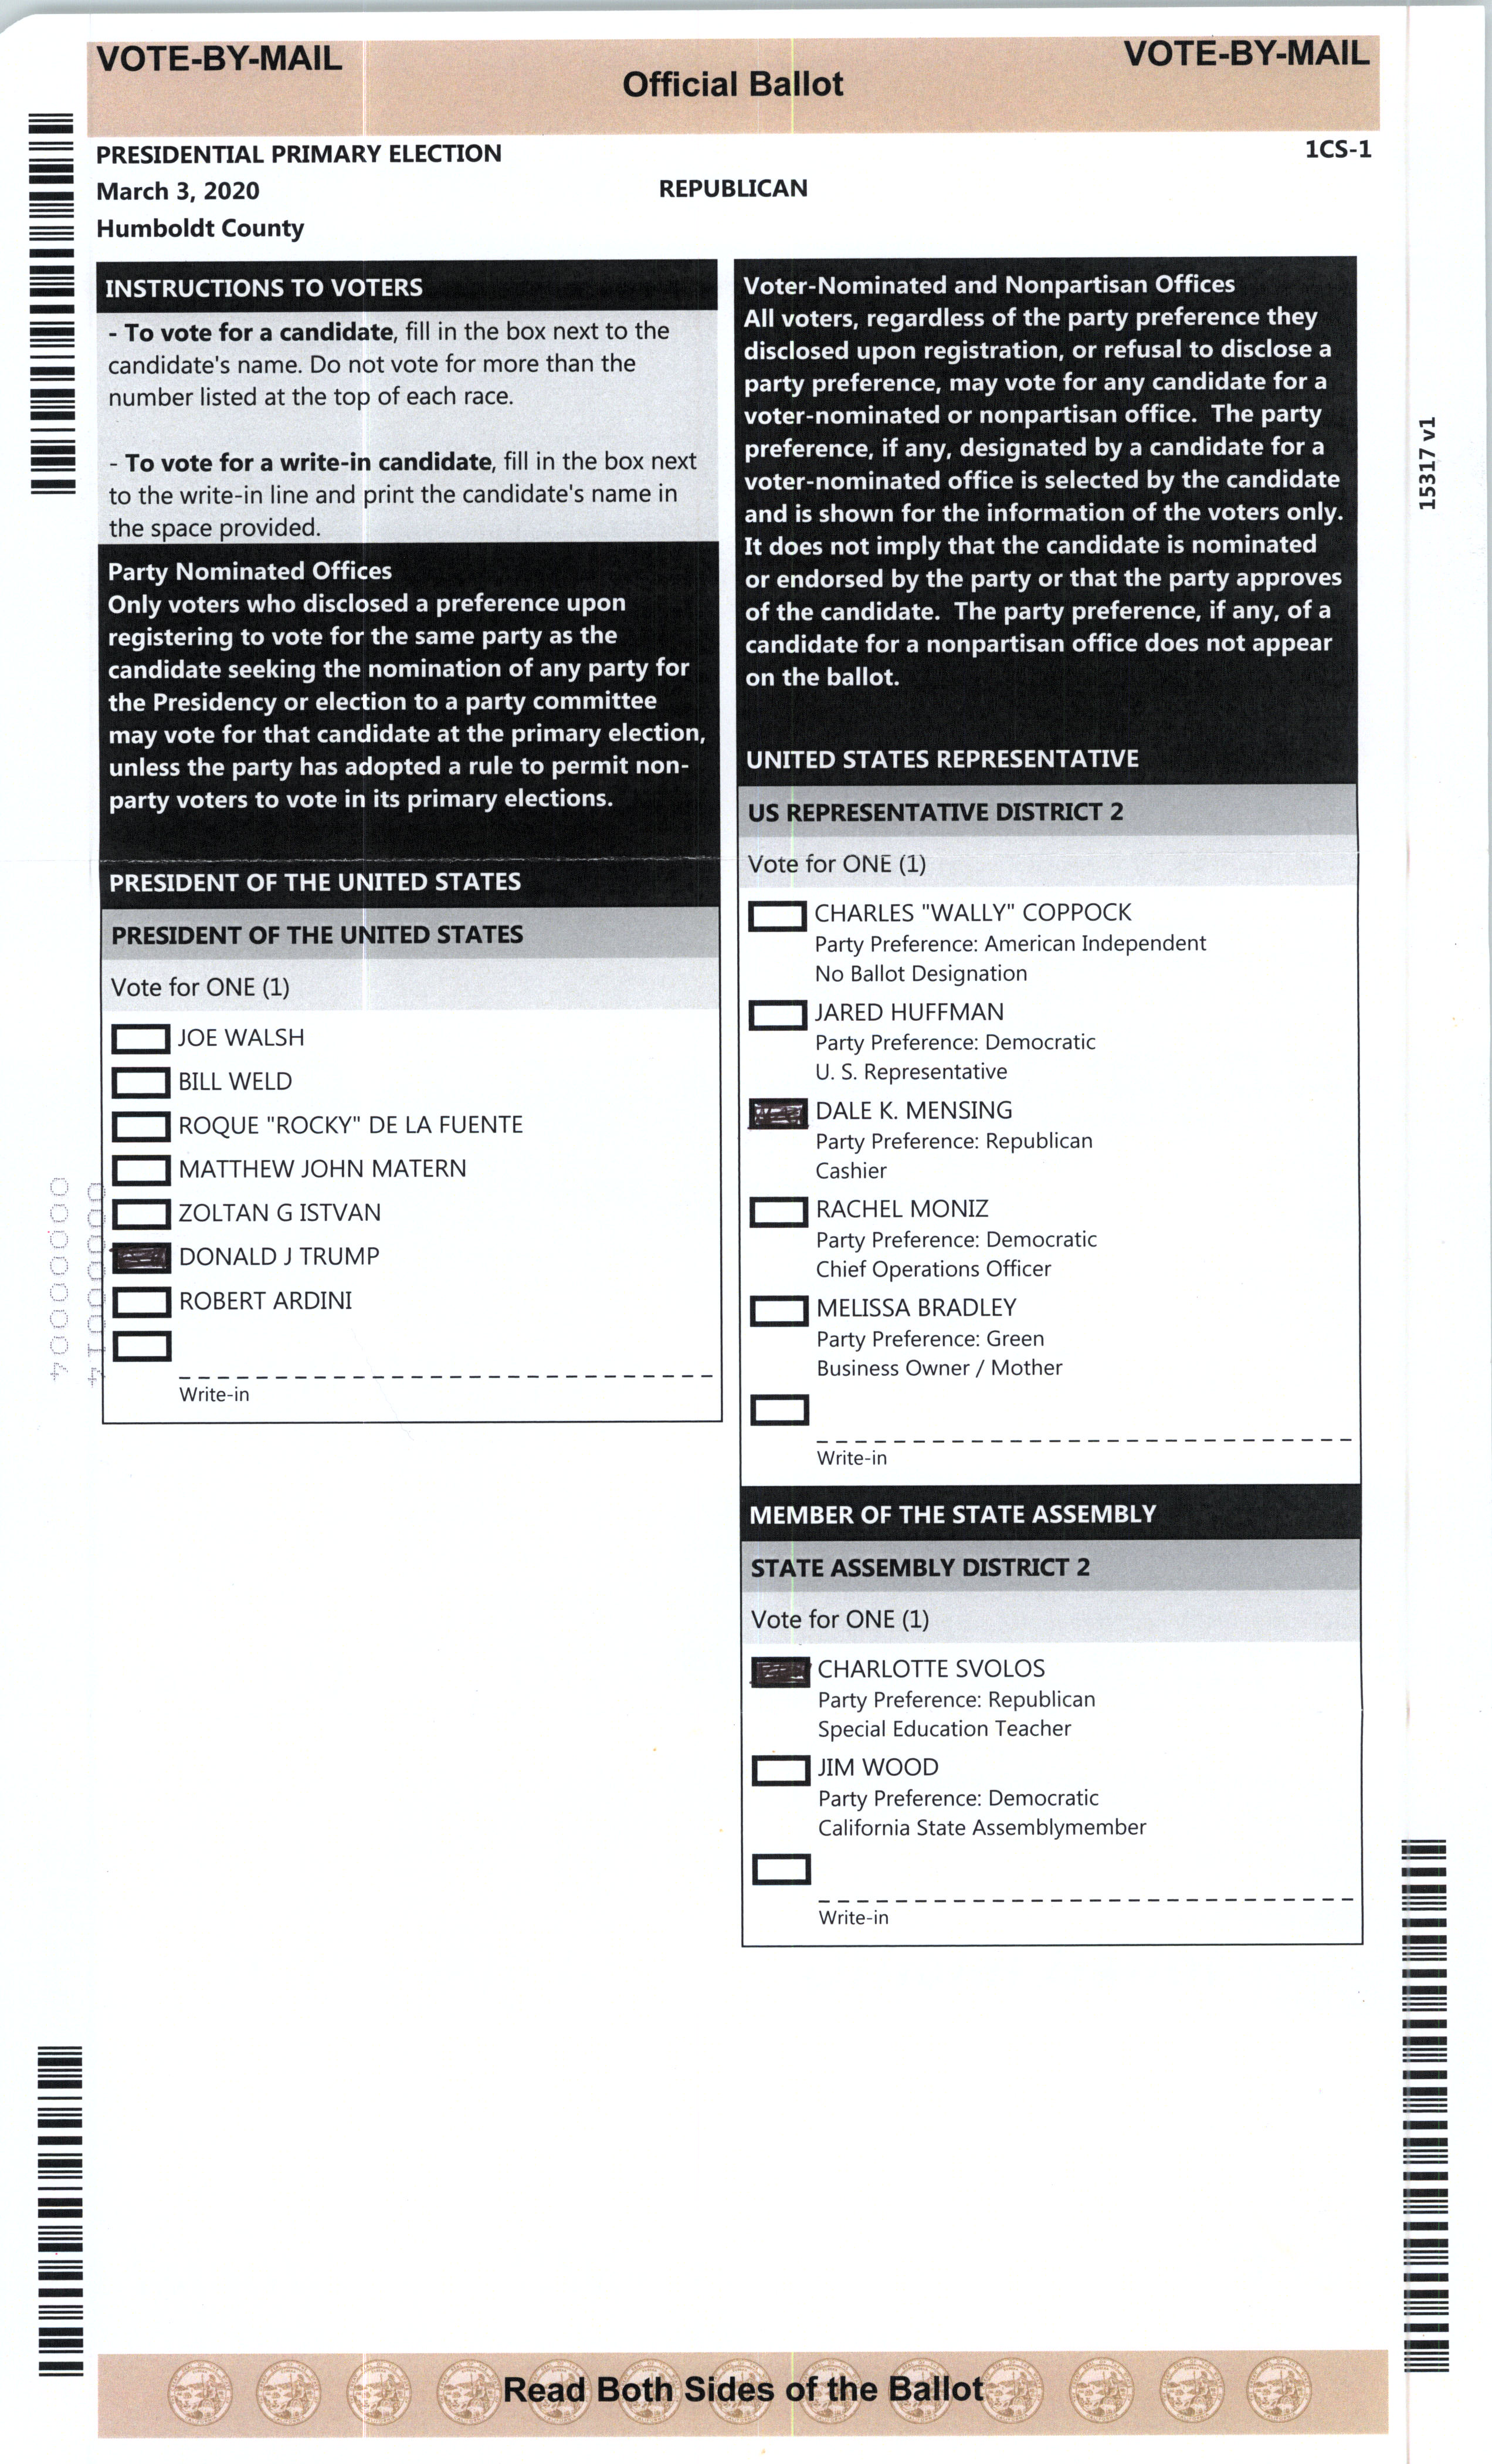 VOTE-BY-MAIL
VOTE-BY-MAIL
Official Ballot
PRESIDENTIAL PRIMARY ELECTION
1CS-1
March 3, 2020
REPUBLICAN
Humboldt County
INSTRUCTIONS TO VOTERS
- To vote for a candidate, fill in the box next to the
candidate's name. Do not vote for more than the
number listed at the top of each race.
- To vote for a write-in candidate, fill in the box next
to the write-in line and print the candidate's name in
the space provided.
Party Nominated Offices
Only voters who disclosed a preference upon
registering to vote for the same party as the
candidate seeking the nomination of any party for
the Presidency or election to a party committee
may vote for that candidate at the primary election,
unless the party has adopted a rule to permit non-
party voters to vote in its primary elections.
PRESIDENT OF THE UNITED STATES
PRESIDENT OF THE UNITED STATES
Vote for ONE (1)
JOE WALSH
BILL WELD
ROQUE "ROCKY" DE LA FUENTE
MATTHEW JOHN MATERN
ZOLTAN G ISTVAN
DONALD J TRUMP
ROBERT ARDINI
Write-in
Voter-Nominated and Nonpartisan Offices
All voters, regardless of the party preference they
disclosed upon registration, or refusal to disclose a
party preference, may vote for any candidate for a
voter-nominated or nonpartisan office. The party
preference, if any, designated by a candidate for a
voter-nominated office is selected by the candidate
and is shown for the information of the voters only.
It does not imply that the candidate is nominated
or endorsed by the party or that the party approves
of the candidate. The party preference, if any, of a
candidate for a nonpartisan office does not appear
on the ballot.
UNITED STATES REPRESENTATIVE
US REPRESENTATIVE DISTRICT 2
Vote for ONE (1)
CHARLES "WALLY" COPPOCK
Party Preference: American Independent
No Ballot Designation
JARED HUFFMAN
Party Preference: Democratic
U. S. Representative
DALE K. MENSING
Party Preference: Republican
Cashier
RACHEL MONIZ
Party Preference: Democratic
Chief Operations Officer
MELISSA BRADLEY
Party Preference: Green
Business Owner / Mother
Write-in
MEMBER OF THE STATE ASSEMBLY
STATE ASSEMBLY DISTRICT 2
Vote for ONE (1)
CHARLOTTE SVOLOS
Party Preference: Republican
Special Education Teacher
JIM WOOD
Party Preference: Democratic
California State Assemblymember
Write-in
15317 v1
Read Both Sides of the Ballot